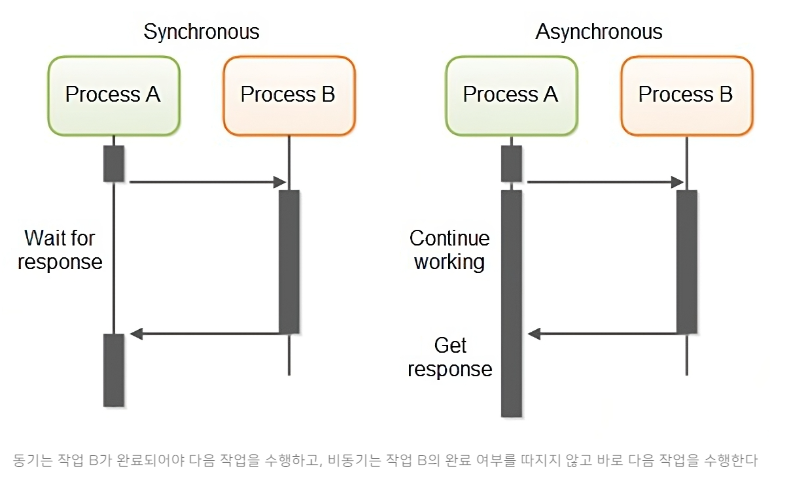 Synchronous
Process A
Process B
Wait for
response
Asynchronous
Process A
Process B
Continue
working
Get
response
동기는 작업 B가 완료되어야 다음 작업을 수행하고, 비동기는 작업 B의 완료 여부를 따지지 않고 바로 다음 작업을 수행한다